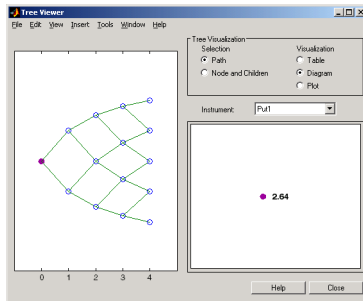 Tree Viewer
File Edit View Insert Tools Window Help
Tree Visualization
Selection
Visualization
Path
Table
Node and Children
Diagram
Plot
Instrument: Put1
2.64
0 1 2 3 4
Help Close